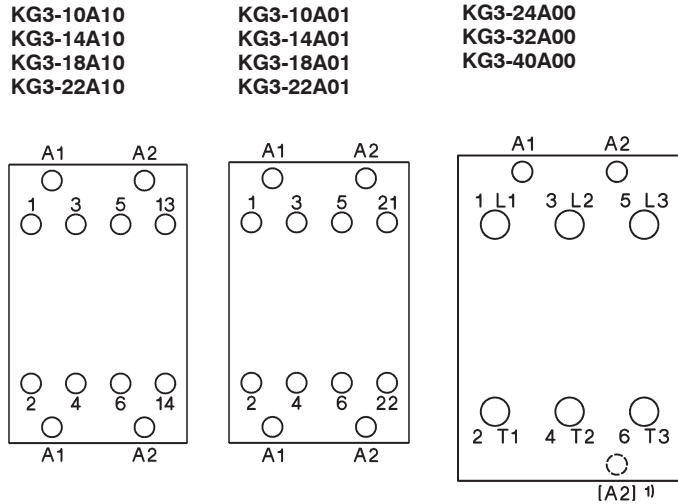 KG3-10A10
KG3-14A10
KG3-18A10
KG3-22A10
KG3-10A01
KG3-14A01
KG3-18A01
KG3-22A01
KG3-24A00
KG3-32A00
KG3-40A00
A1 A2
1 3 5 13
2 4 6 14
A1 A2
A1 A2
1 3 5 21
2 4 6 22
A1 A2
A1 A2
1 L1 3 L2 5 L3
2 T1 4 T2 6 T3
[A2] 1)